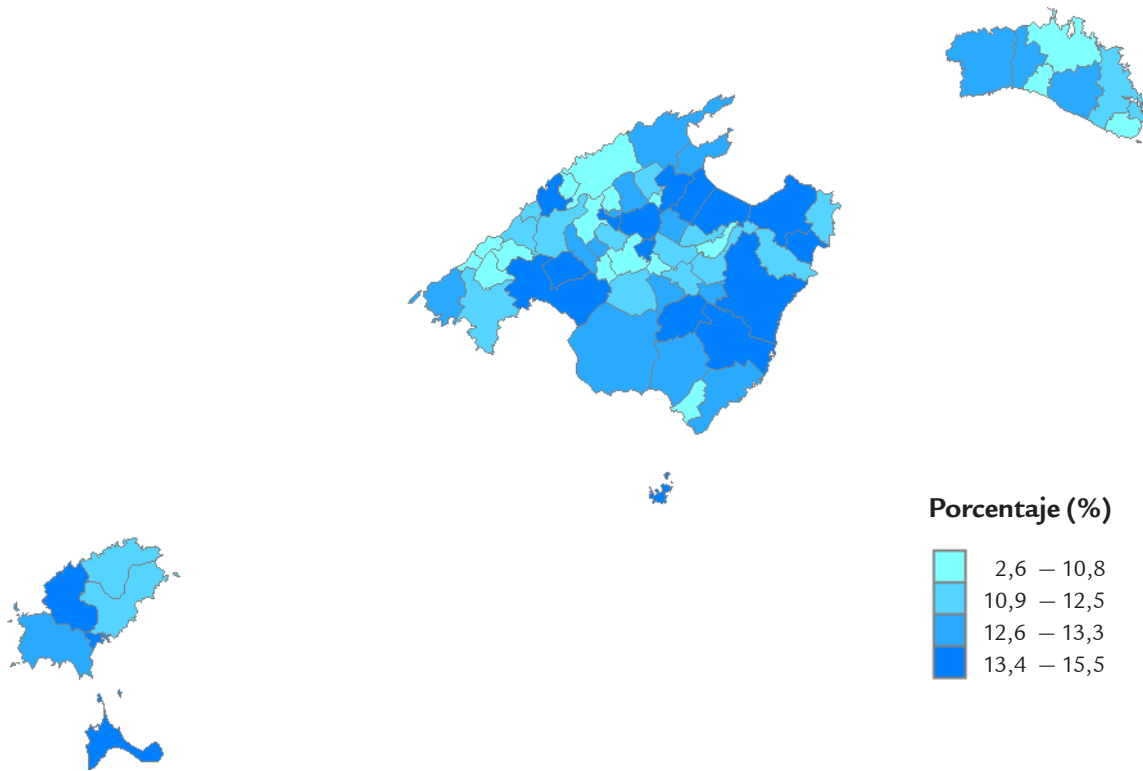 Porcentaje (%)
2,6 — 10,8
10,9 — 12,5
12,6 — 13,3
13,4 — 15,5